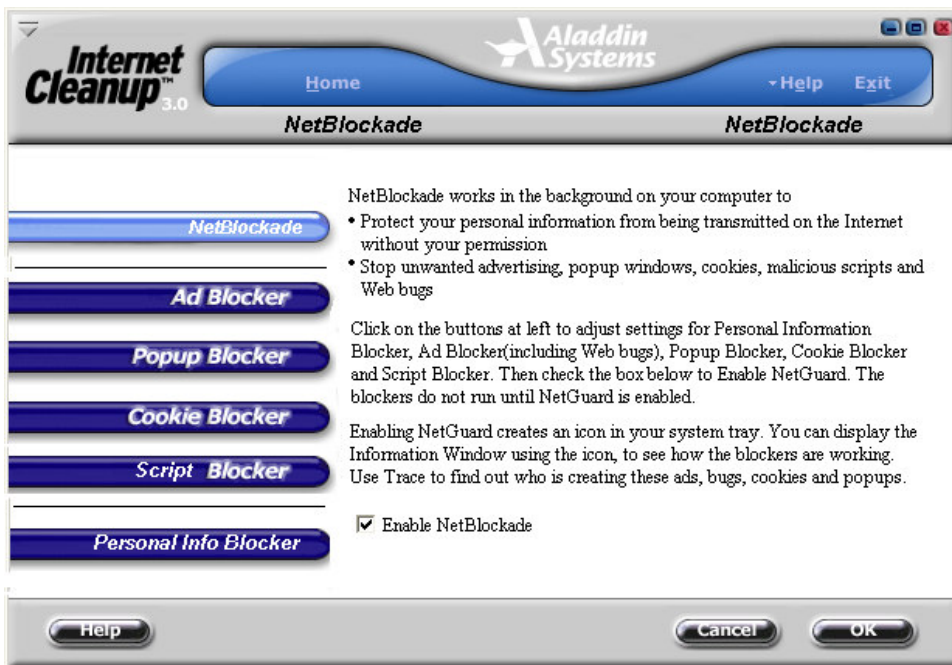 Aladdin
Systems
Internet
Cleanup™
3.0
Home
Help Exit
NetBlockade NetBlockade
NetBlockade
Ad Blocker
Popup Blocker
Cookie Blocker
Script Blocker
Personal Info Blocker
NetBlockade works in the background on your computer to
• Protect your personal information from being transmitted on the Internet
without your permission
• Stop unwanted advertising, popup windows, cookies, malicious scripts and
Web bugs
Click on the buttons at left to adjust settings for Personal Information
Blocker, Ad Blocker(including Web bugs), Popup Blocker, Cookie Blocker
and Script Blocker. Then check the box below to Enable NetGuard. The
blockers do not run until NetGuard is enabled.
Enabling NetGuard creates an icon in your system tray. You can display the
Information Window using the icon, to see how the blockers are working.
Use Trace to find out who is creating these ads, bugs, cookies and popups.
Enable NetBlockade
Help
Cancel
OK